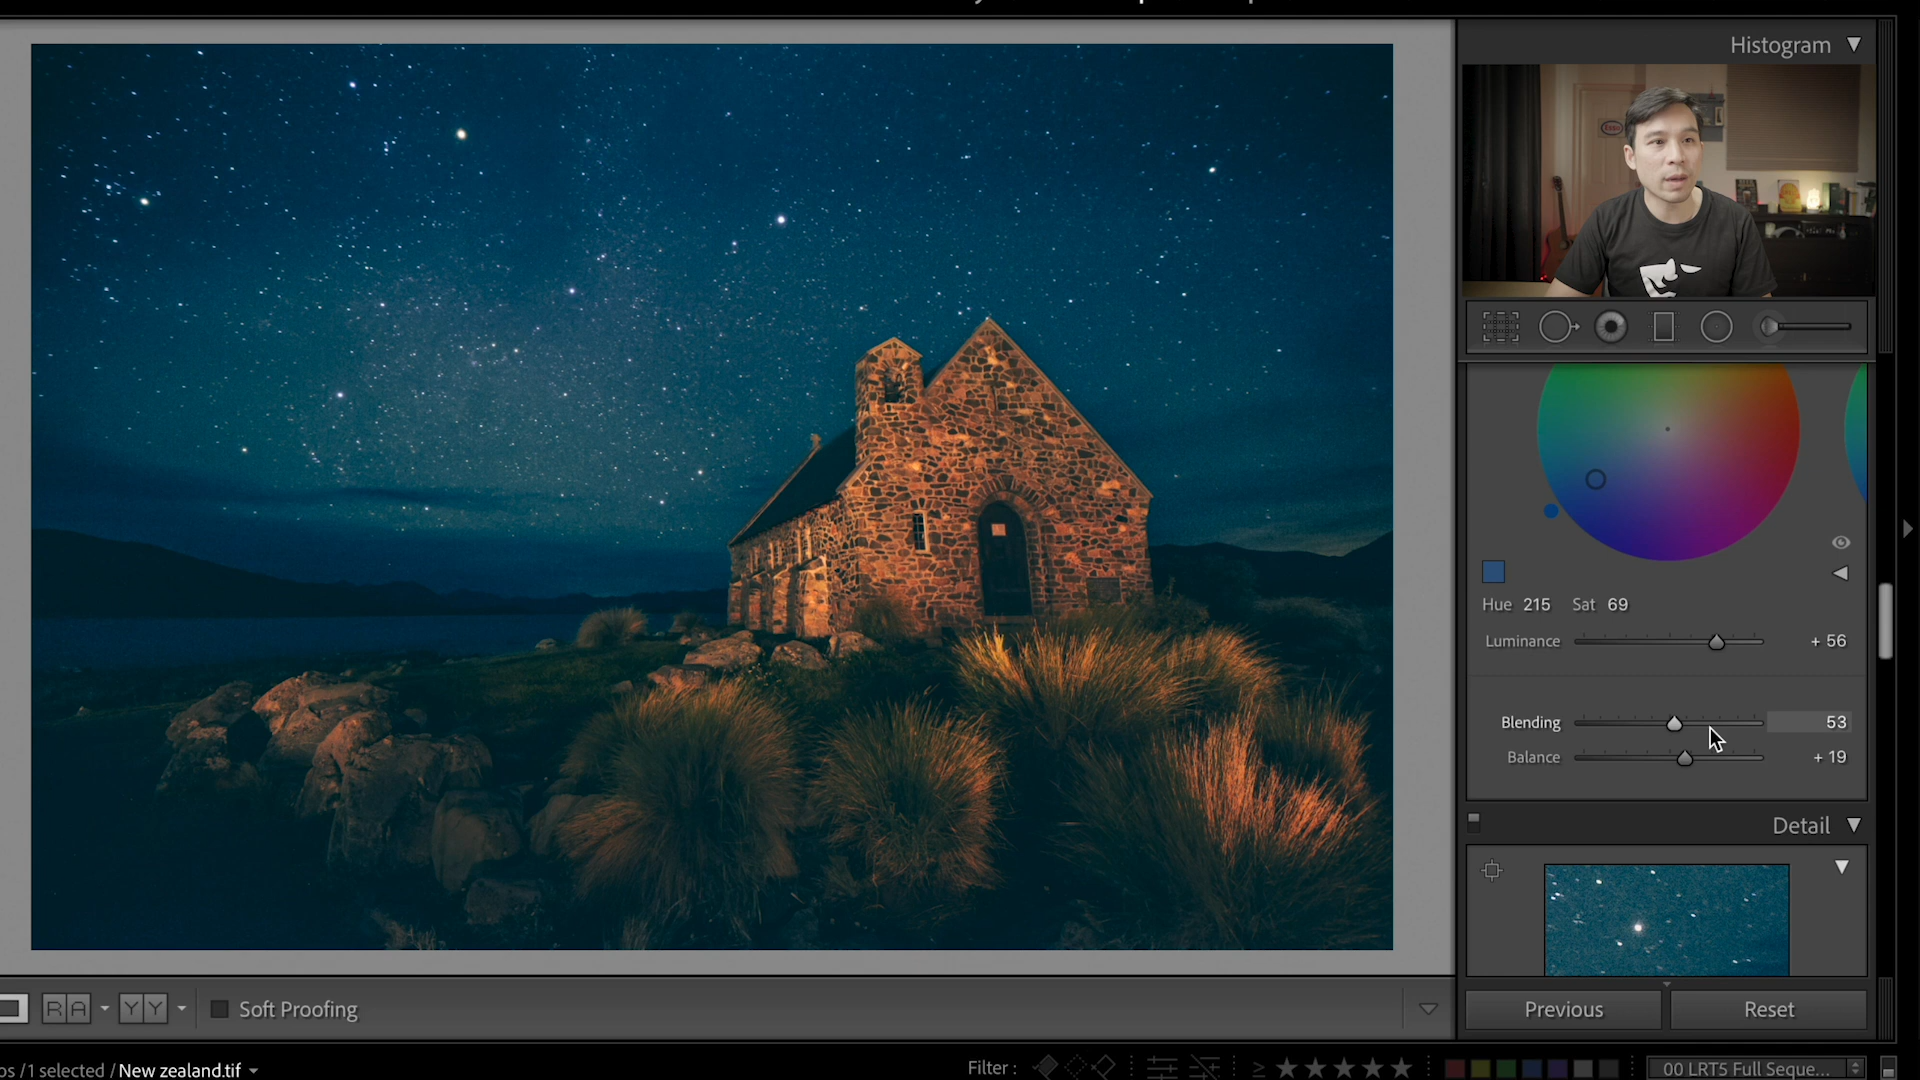 Histogram
Hue 215 Sat 69
Luminance + 56
Blending 53
Balance + 19
Detail
Previous Reset
R A Y Y Soft Proofing
/1 selected / New zealand.tif
Filter : ≥ 00 LRT5 Full Seque...